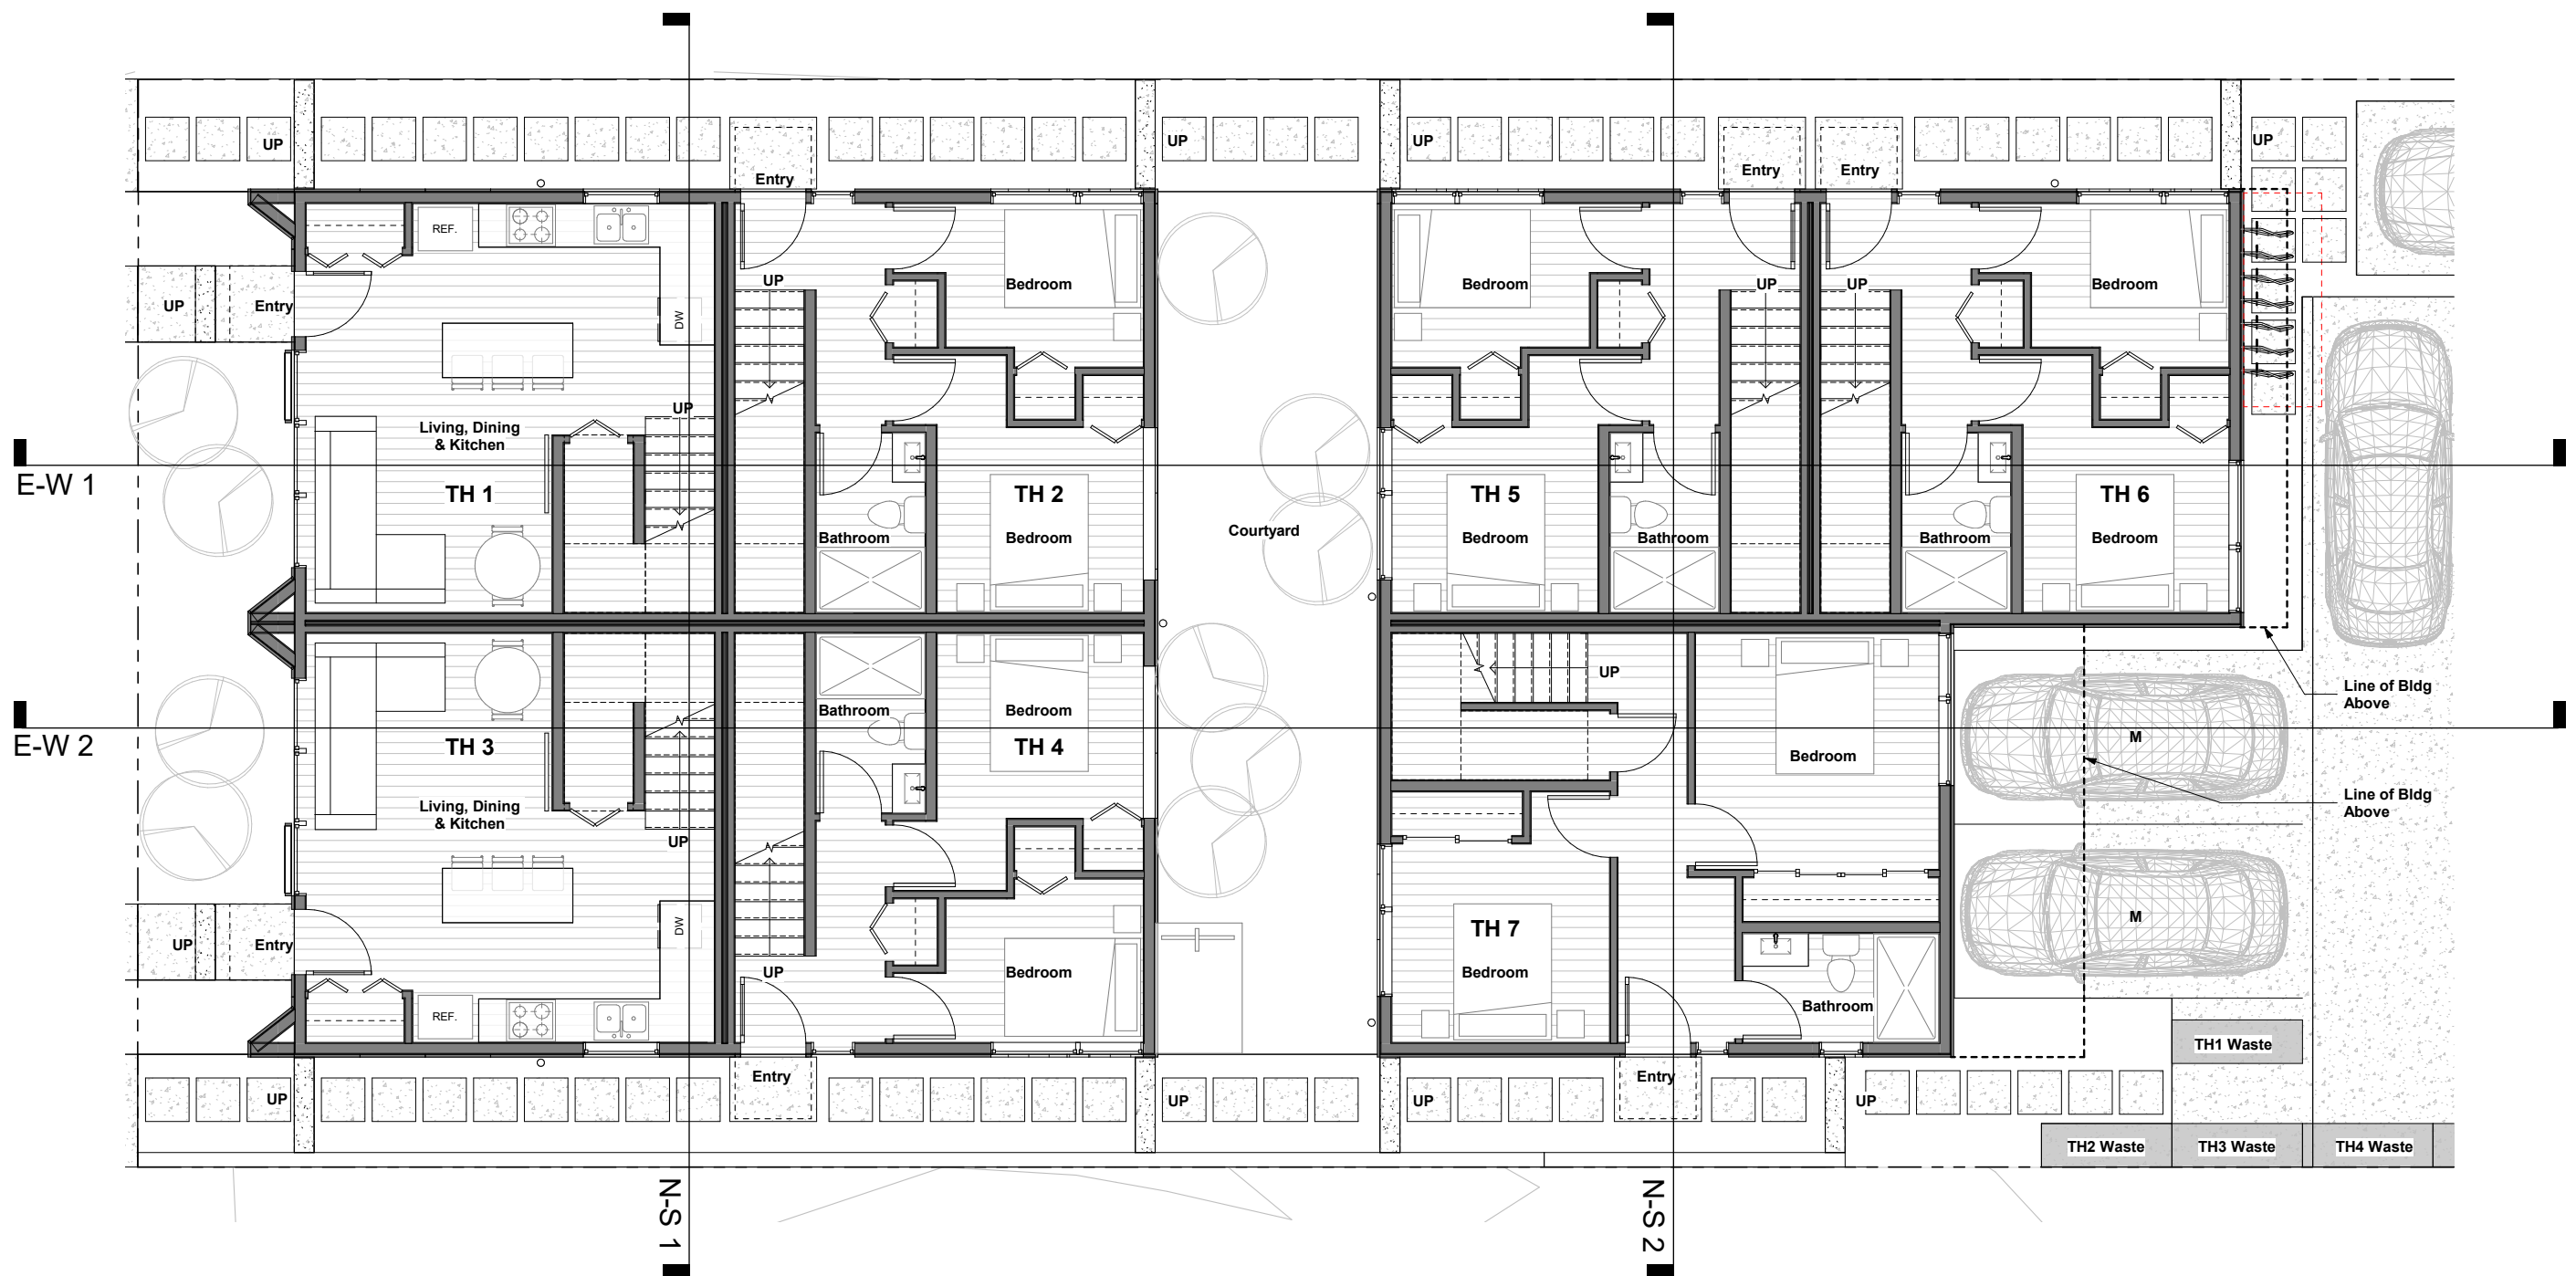 UP
UP
UP
UP
Entry
Entry
Entry
REF.
UP
UP
UP
Bedroom
Bedroom
Bedroom
UP
Entry
DW
UP
Living, Dining
& Kitchen
E-W 1
TH 1
TH 2
TH 5
TH 6
Courtyard
Bathroom
Bedroom
Bedroom
Bathroom
Bathroom
Bedroom
UP
Line of Bldg
Above
Bathroom
Bedroom
E-W 2
TH 3
TH 4
Bedroom
M
Living, Dining
& Kitchen
Line of Bldg
Above
UP
DW
M
TH 7
UP
Entry
UP
Bedroom
Bedroom
Bathroom
REF.
TH1 Waste
Entry
Entry
UP
UP
UP
UP
TH2 Waste
TH3 Waste
TH4 Waste
N-S 1
N-S 2